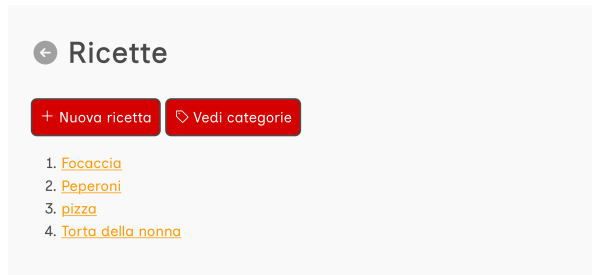 Ricette
Nuova ricetta Vedi categorie
1. Focaccia
2. Peperoni
3. pizza
4. Torta della nonna